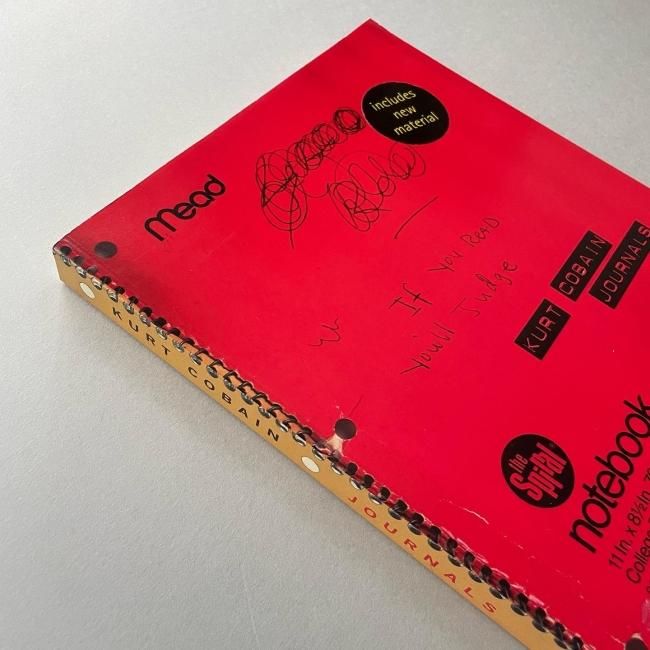 includes
new
material
mead
If you READ
you'll Judge
KURT
COBAIN
JOURNALS
the
Spiral
notebook
11 In. x 8½ In.
KURT COBAIN
JOURNALS